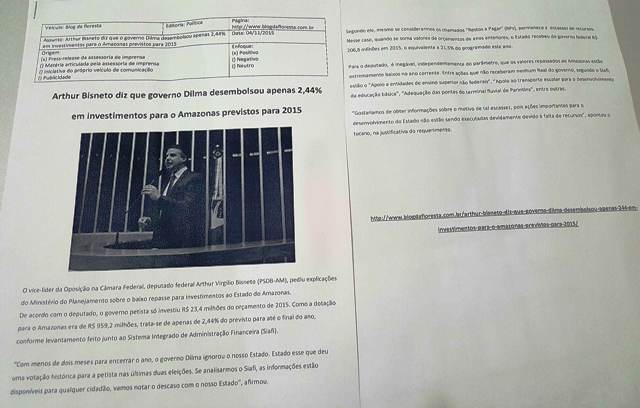 Veículo: Blog da floresta
Editoria: Política
Página:
http://www.blogdafloresta.com.br
Assunto: Arthur Bisneto diz que governo Dilma desembolsou apenas 2,44%
em investimentos para o Amazonas previstos para 2015
Data: 04/11/2015
Origem:
(x) Press-release da assessoria de imprensa
() Matéria articulada pela assessoria de imprensa
() Iniciativa do próprio veículo de comunicação
() Publicidade
Enfoque:
(x) Positivo
() Negativo
() Neutro
Arthur Bisneto diz que governo Dilma desembolsou apenas 2,44%
em investimentos para o Amazonas previstos para 2015
O vice-líder da Oposição na Câmara Federal, deputado federal Arthur Virgílio Bisneto (PSDB-AM), pediu explicações
do Ministério do Planejamento sobre o baixo repasse para investimentos ao Estado do Amazonas.
De acordo com o deputado, o governo petista só investiu R$ 23,4 milhões do orçamento de 2015. Como a dotação
para o Amazonas era de R$ 959,2 milhões, trata-se de apenas de 2,44% do previsto para até o final do ano,
conforme levantamento feito junto ao Sistema Integrado de Administração Financeira (Siafi).
"Com menos de dois meses para encerrar o ano, o governo Dilma ignorou o nosso Estado. Estado esse que deu
uma votação histórica para a petista nas últimas duas eleições. Se analisarmos o Siafi, as informações estão
disponíveis para qualquer cidadão, vamos notar o descaso com o nosso Estado", afirmou.
Segundo ele, mesmo se considerarmos os chamados "Restos a Pagar" (RPs), permanece a escassez de recursos.
Nesse caso, quando se soma valores de orçamentos de anos anteriores, o Estado recebeu do governo federal R$
206,8 milhões em 2015, o equivalente a 21,5% do programado este ano.
Para o deputado, é inegável, independentemente do parâmetro, que os valores repassados ao Amazonas estão
extremamente baixos no ano corrente. Entre ações que não receberam nenhum Real do governo, segundo o Siafi,
estão o "Apoio a entidades de ensino superior não federais", "Apoio ao transporte escolar para o Desenvolvimento
da educação básica", "Adequação das pontes do terminal fluvial de Parintins", entre outras.
"Gostaríamos de obter informações sobre o motivo de tal escassez, pois ações importantes para o
desenvolvimento do Estado não estão sendo executadas devidamente devido à falta de recursos", apontou o
tucano, na justificativa do requerimento.
http://www.blogdafloresta.com.br/arthur-bisneto-diz-que-governo-dilma-desembolsou-apenas-244-em-
investimentos-para-o-amazonas-previstos-para-2015/